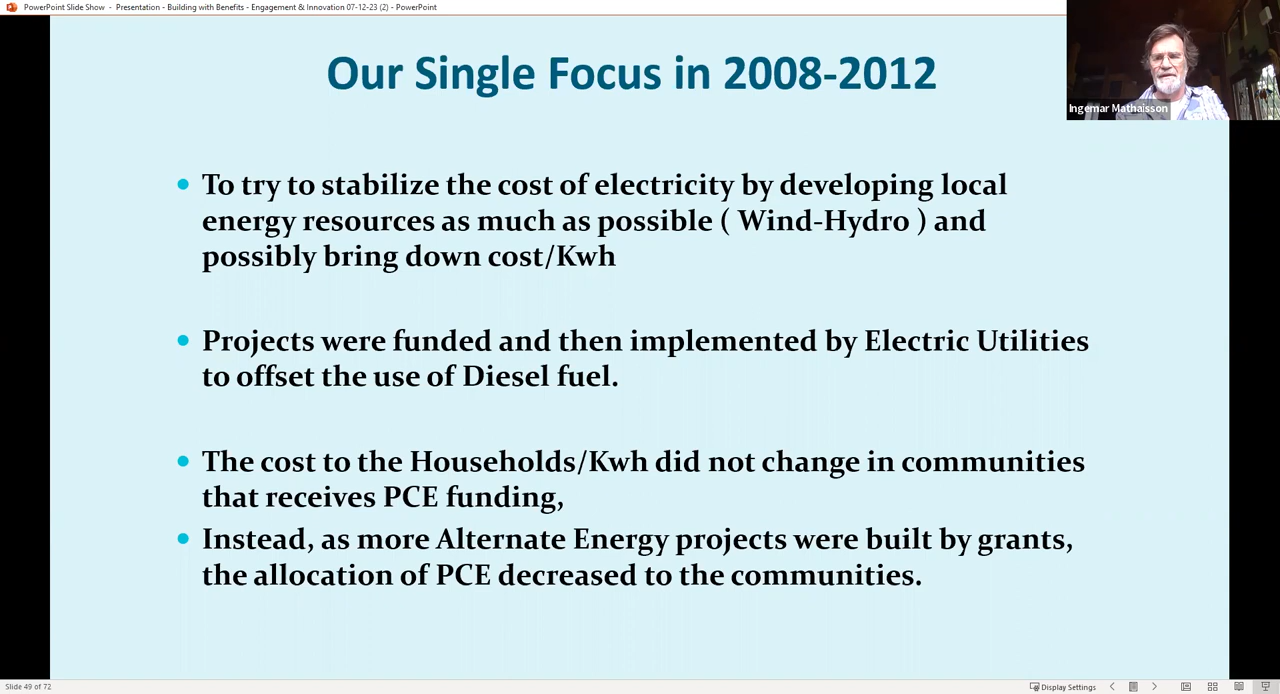 PowerPoint Slide Show - Presentation - Building with Benefits - Engagement & Innovation 07-12-23 (2) - PowerPoint
Our Single Focus in 2008-2012
Ingemar Mathaisson
• To try to stabilize the cost of electricity by developing local
energy resources as much as possible ( Wind-Hydro ) and
possibly bring down cost/Kwh
• Projects were funded and then implemented by Electric Utilities
to offset the use of Diesel fuel.
• The cost to the Households/Kwh did not change in communities
that receives PCE funding,
• Instead, as more Alternate Energy projects were built by grants,
the allocation of PCE decreased to the communities.
Slide 49 of 72
Display Settings